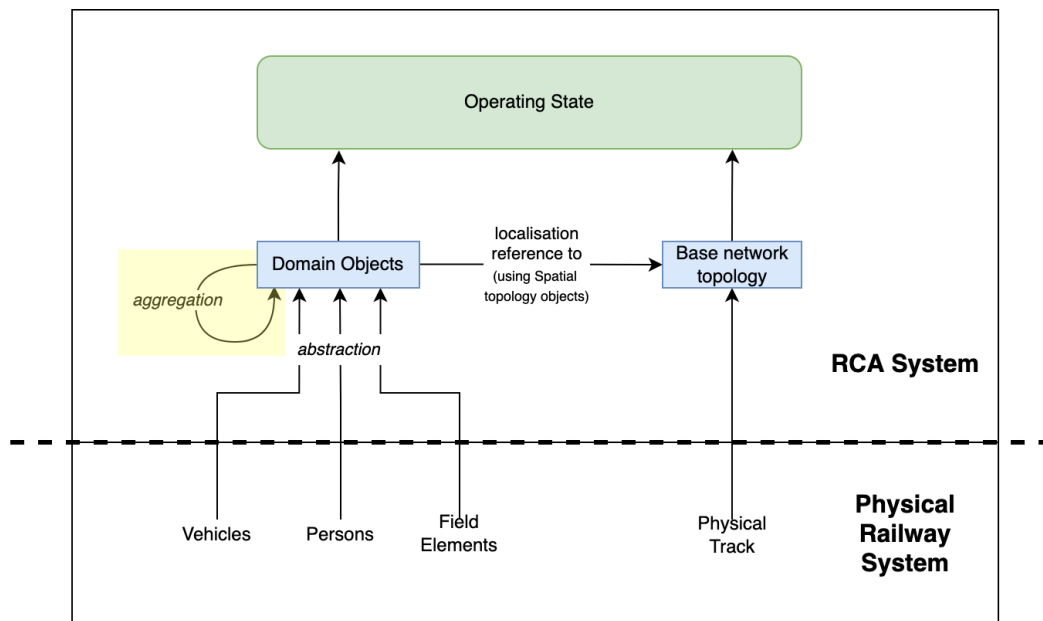 Operating State
localisation
reference to
(using Spatial
topology objects)
Domain Objects
Base network
topology
aggregation
abstraction
RCA System
Vehicles
Persons
Field
Elements
Physical
Track
Physical
Railway
System